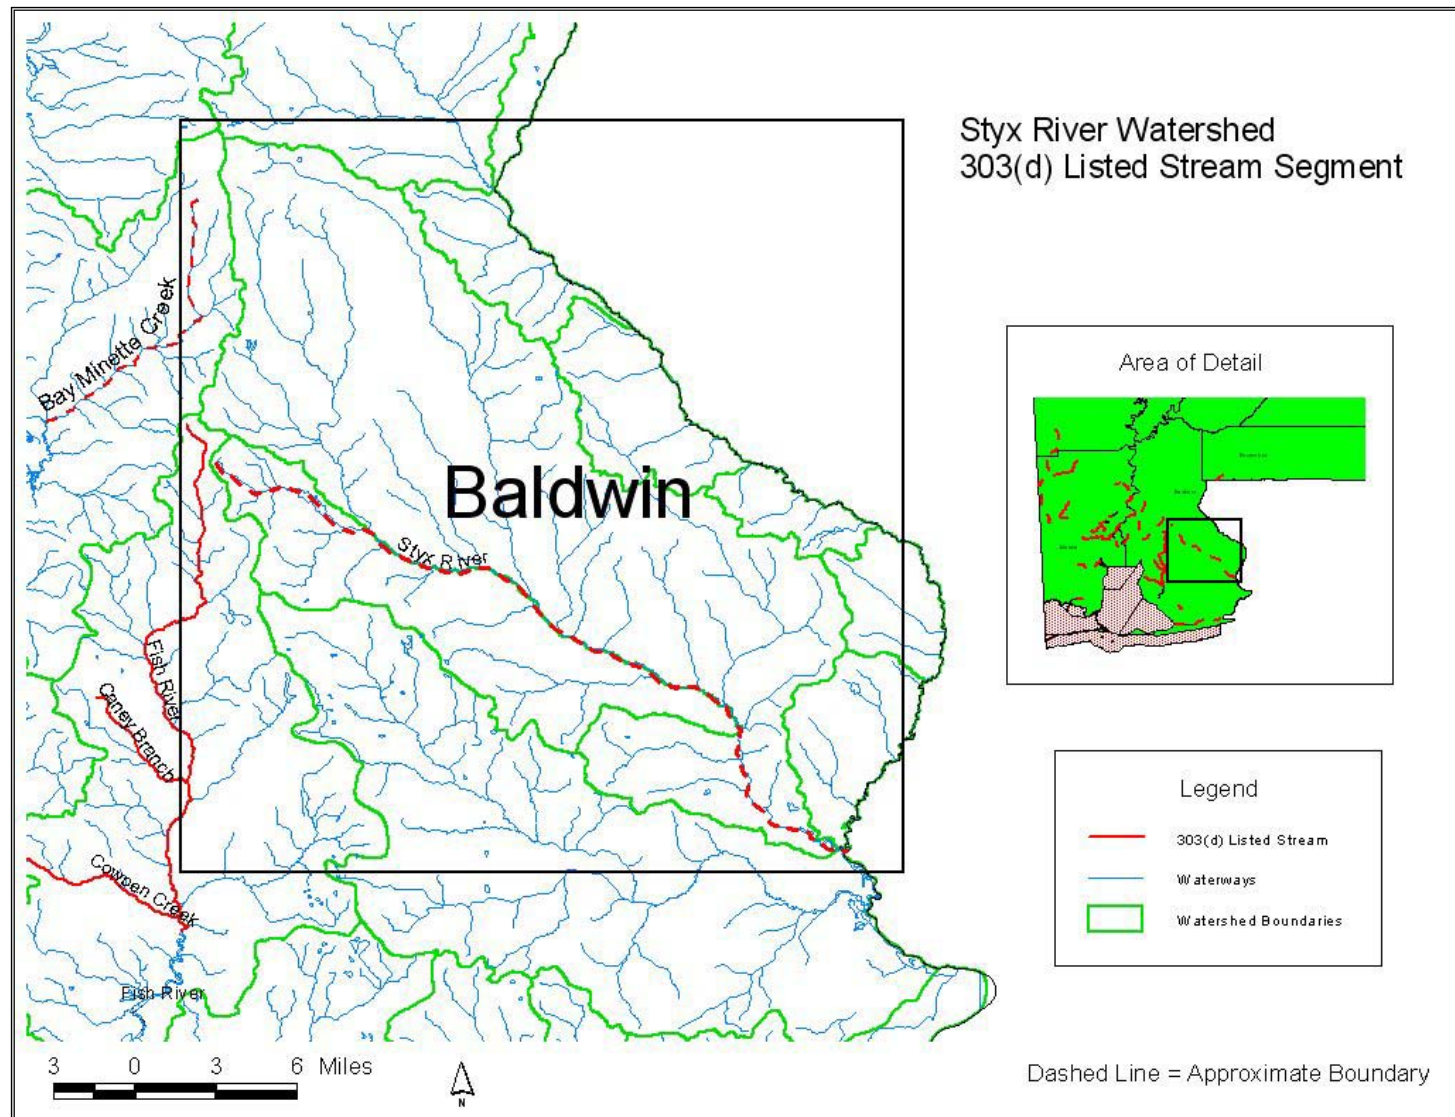 Styx River Watershed
303(d) Listed Stream Segment
Bay Minette Creek
Baldwin
Styx River
Fish River
Caney Branch
Cowpen Creek
Fish River
Area of Detail
Baldwin
Legend
303(d) Listed Stream
Waterways
Watershed Boundaries
3 0 3 6 Miles
N
Dashed Line = Approximate Boundary